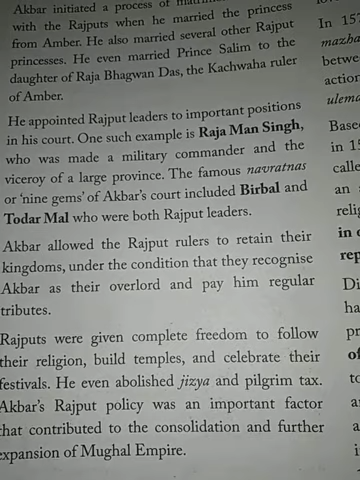 Akbar initiated a process of
with the Rajputs when he married the princess
from Amber. He also married several other Rajput
princesses. He even married Prince Salim to the
daughter of Raja Bhagwan Das, the Kachwaha ruler
of Amber.
He appointed Rajput leaders to important positions
in his court. One such example is Raja Man Singh,
who was made a military commander and the
viceroy of a large province. The famous navratnas
or ‘nine gems’ of Akbar’s court included Birbal and
Todar Mal who were both Rajput leaders.
Akbar allowed the Rajput rulers to retain their
kingdoms, under the condition that they recognise
Akbar as their overlord and pay him regular
tributes.
Rajputs were given complete freedom to follow
their religion, build temples, and celebrate their
festivals. He even abolished jizya and pilgrim tax.
Akbar’s Rajput policy was an important factor
that contributed to the consolidation and further
expansion of Mughal Empire.
In 157
mazha
betwe
action
ulema
Base
in 15
calle
an
relig
in
rep
Di
ha
pr
of
to
a
a
i